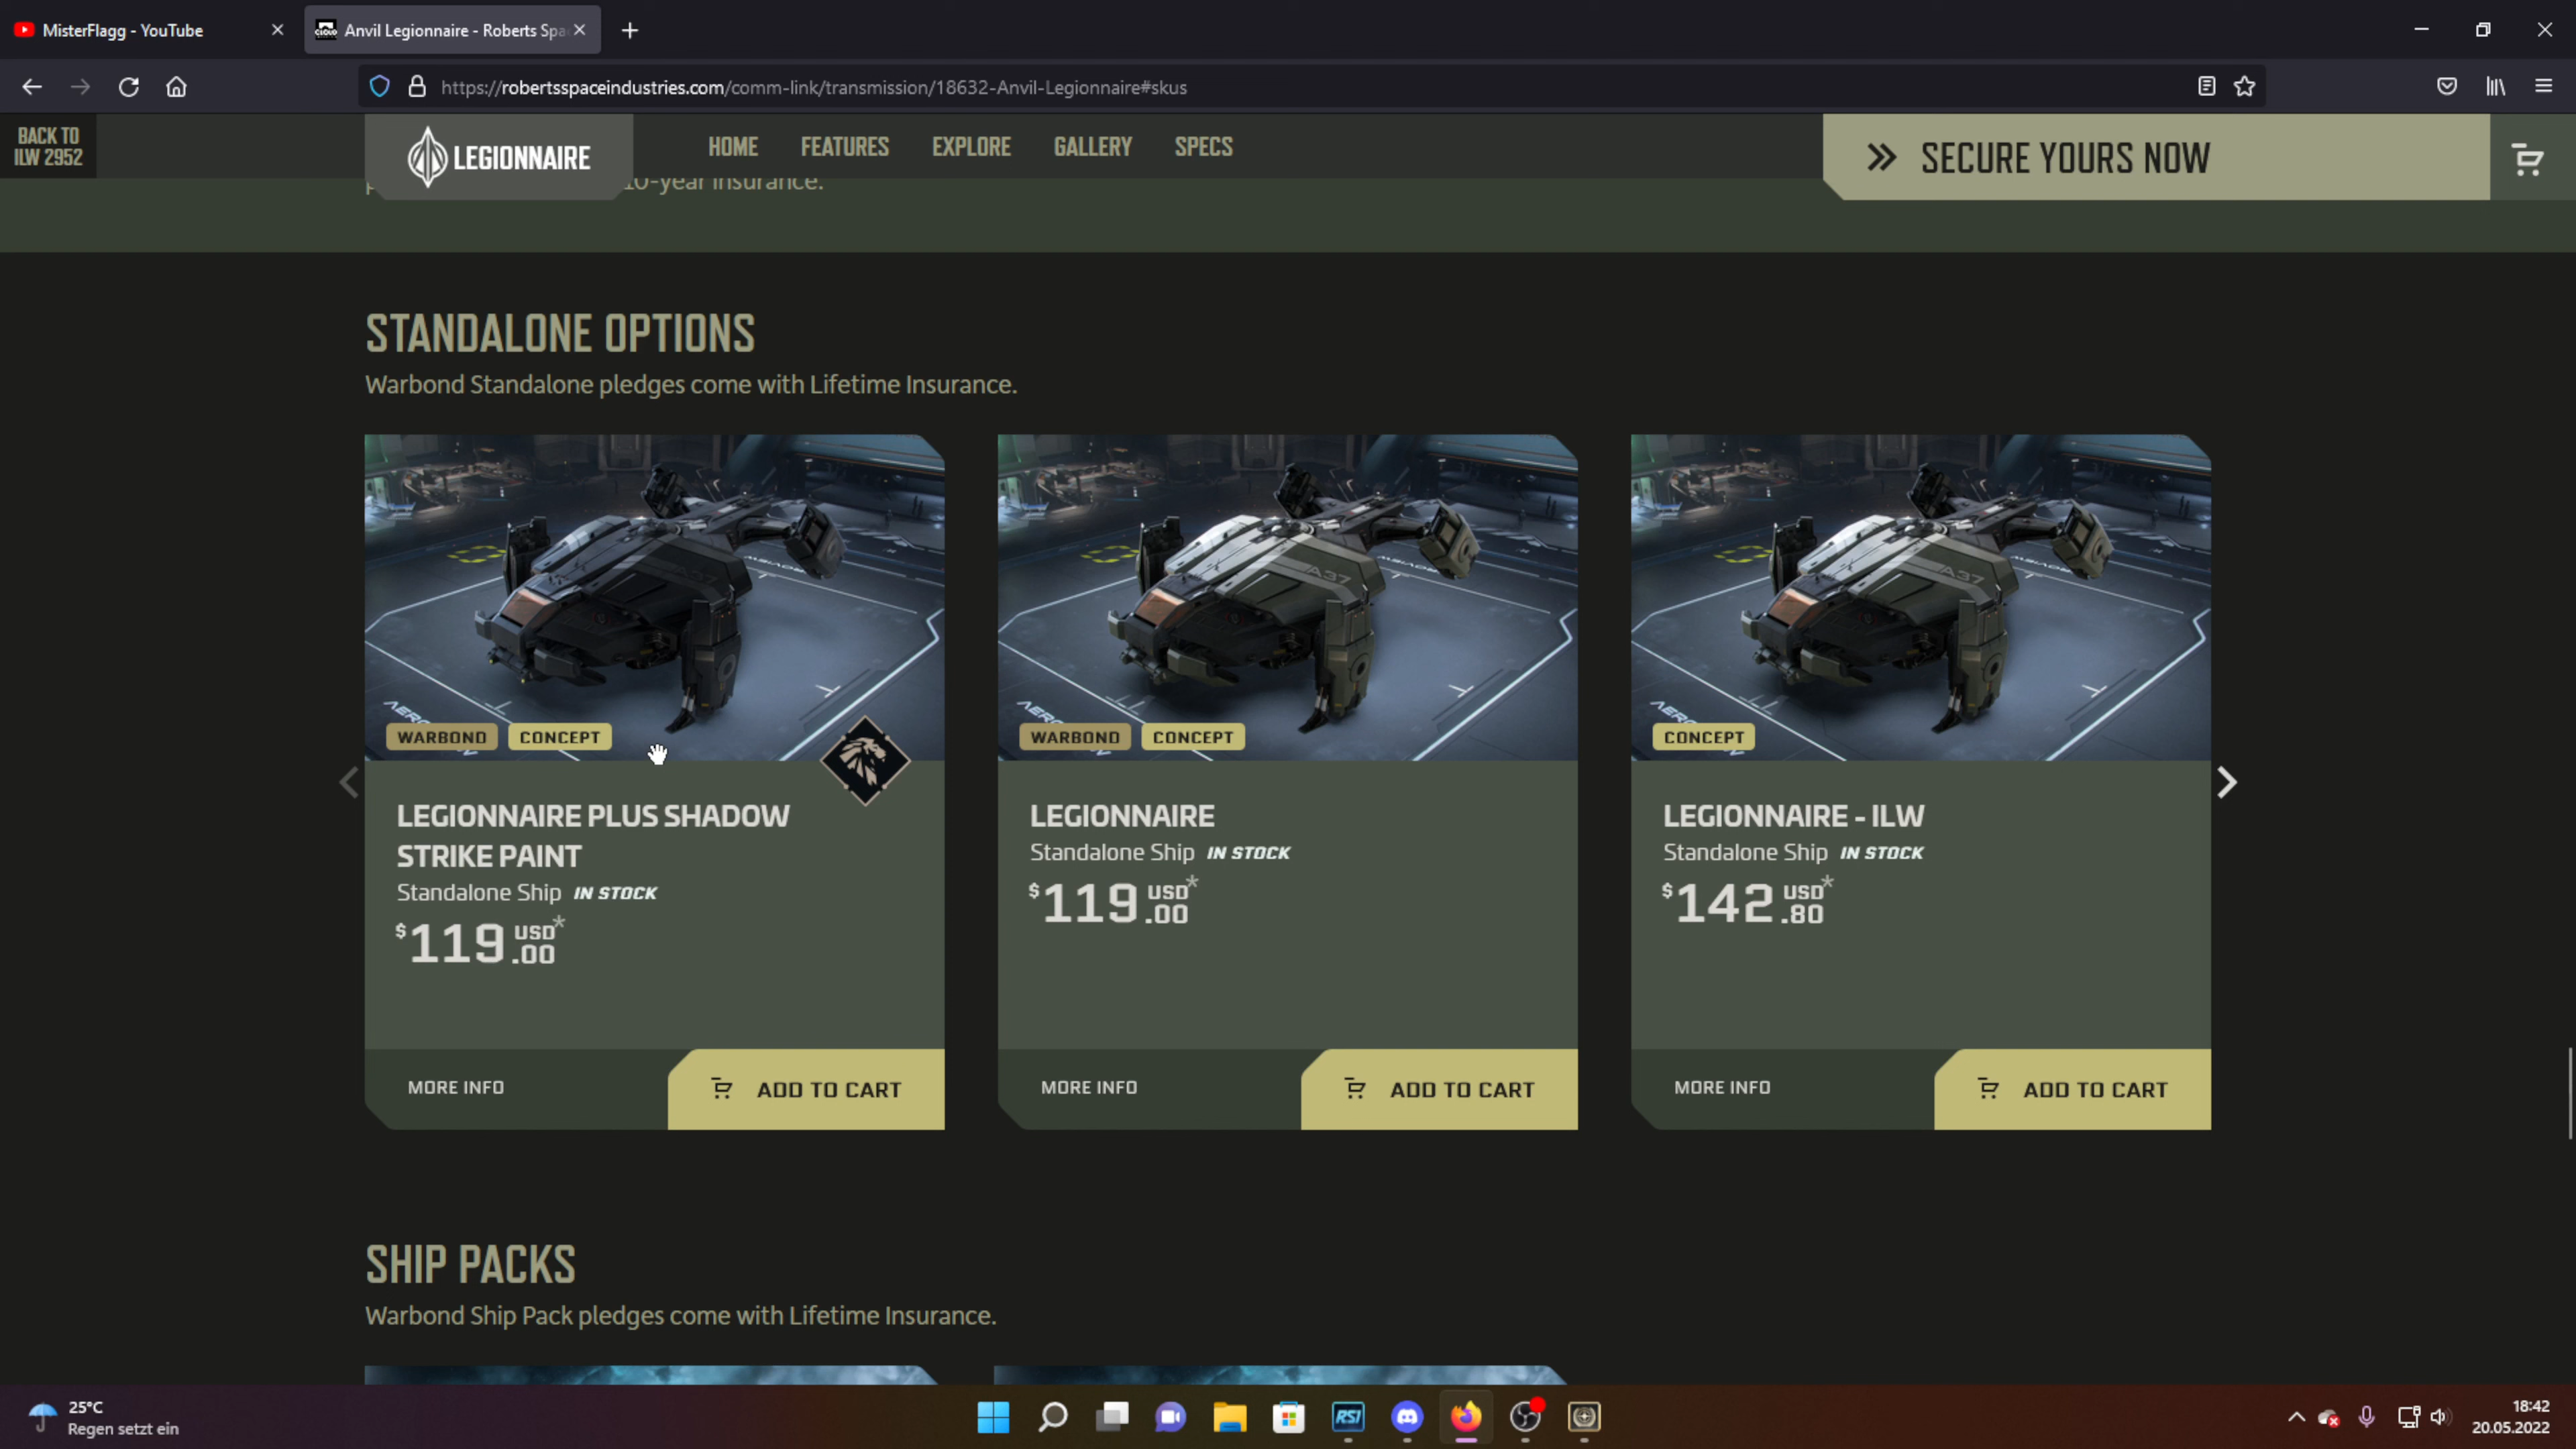 MisterFlagg - YouTube
Anvil Legionnaire - Roberts Spa
https://robertsspaceindustries.com/comm-link/transmission/18632-Anvil-Legionnaire#skus
BACK TO
ILW 2952
LEGIONNAIRE
HOME
FEATURES
EXPLORE
GALLERY
SPECS
SECURE YOURS NOW
10-year insurance.
STANDALONE OPTIONS
Warbond Standalone pledges come with Lifetime Insurance.
WARBOND
CONCEPT
LEGIONNAIRE PLUS SHADOW
STRIKE PAINT
Standalone Ship IN STOCK
$119.00 USD*
MORE INFO
ADD TO CART
A37
WARBOND
CONCEPT
LEGIONNAIRE
Standalone Ship IN STOCK
$119.00 USD*
MORE INFO
ADD TO CART
A37
CONCEPT
LEGIONNAIRE - ILW
Standalone Ship IN STOCK
$142.80 USD*
MORE INFO
ADD TO CART
SHIP PACKS
Warbond Ship Pack pledges come with Lifetime Insurance.
25°C
Regen setzt ein
RSI
18:42
20.05.2022